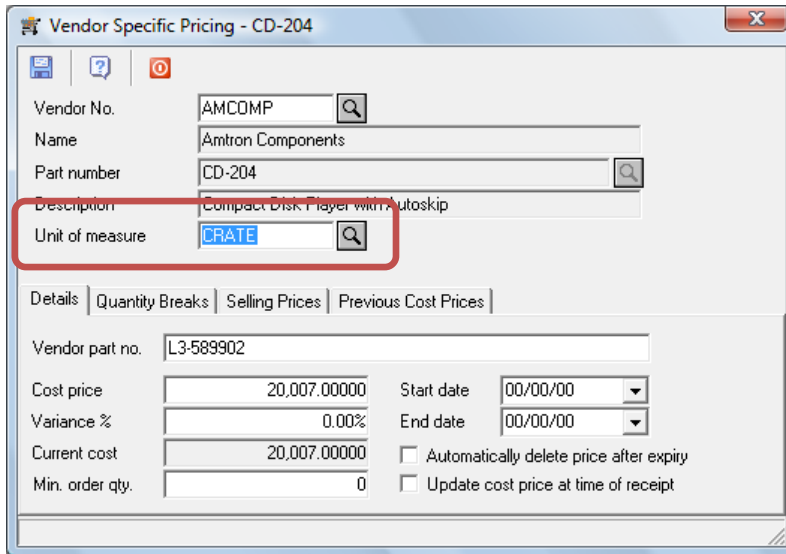 Vendor Specific Pricing - CD-204
Vendor No. AMCOMP
Name Amtron Components
Part number CD-204
Description Compact Disk Player with Autoskip
Unit of measure CRATE
Details Quantity Breaks Selling Prices Previous Cost Prices
Vendor part no. L3-589902
Cost price 20,007.00000 Start date 00/00/00
Variance % 0.00% End date 00/00/00
Current cost 20,007.00000 Automatically delete price after expiry
Min. order qty. 0 Update cost price at time of receipt